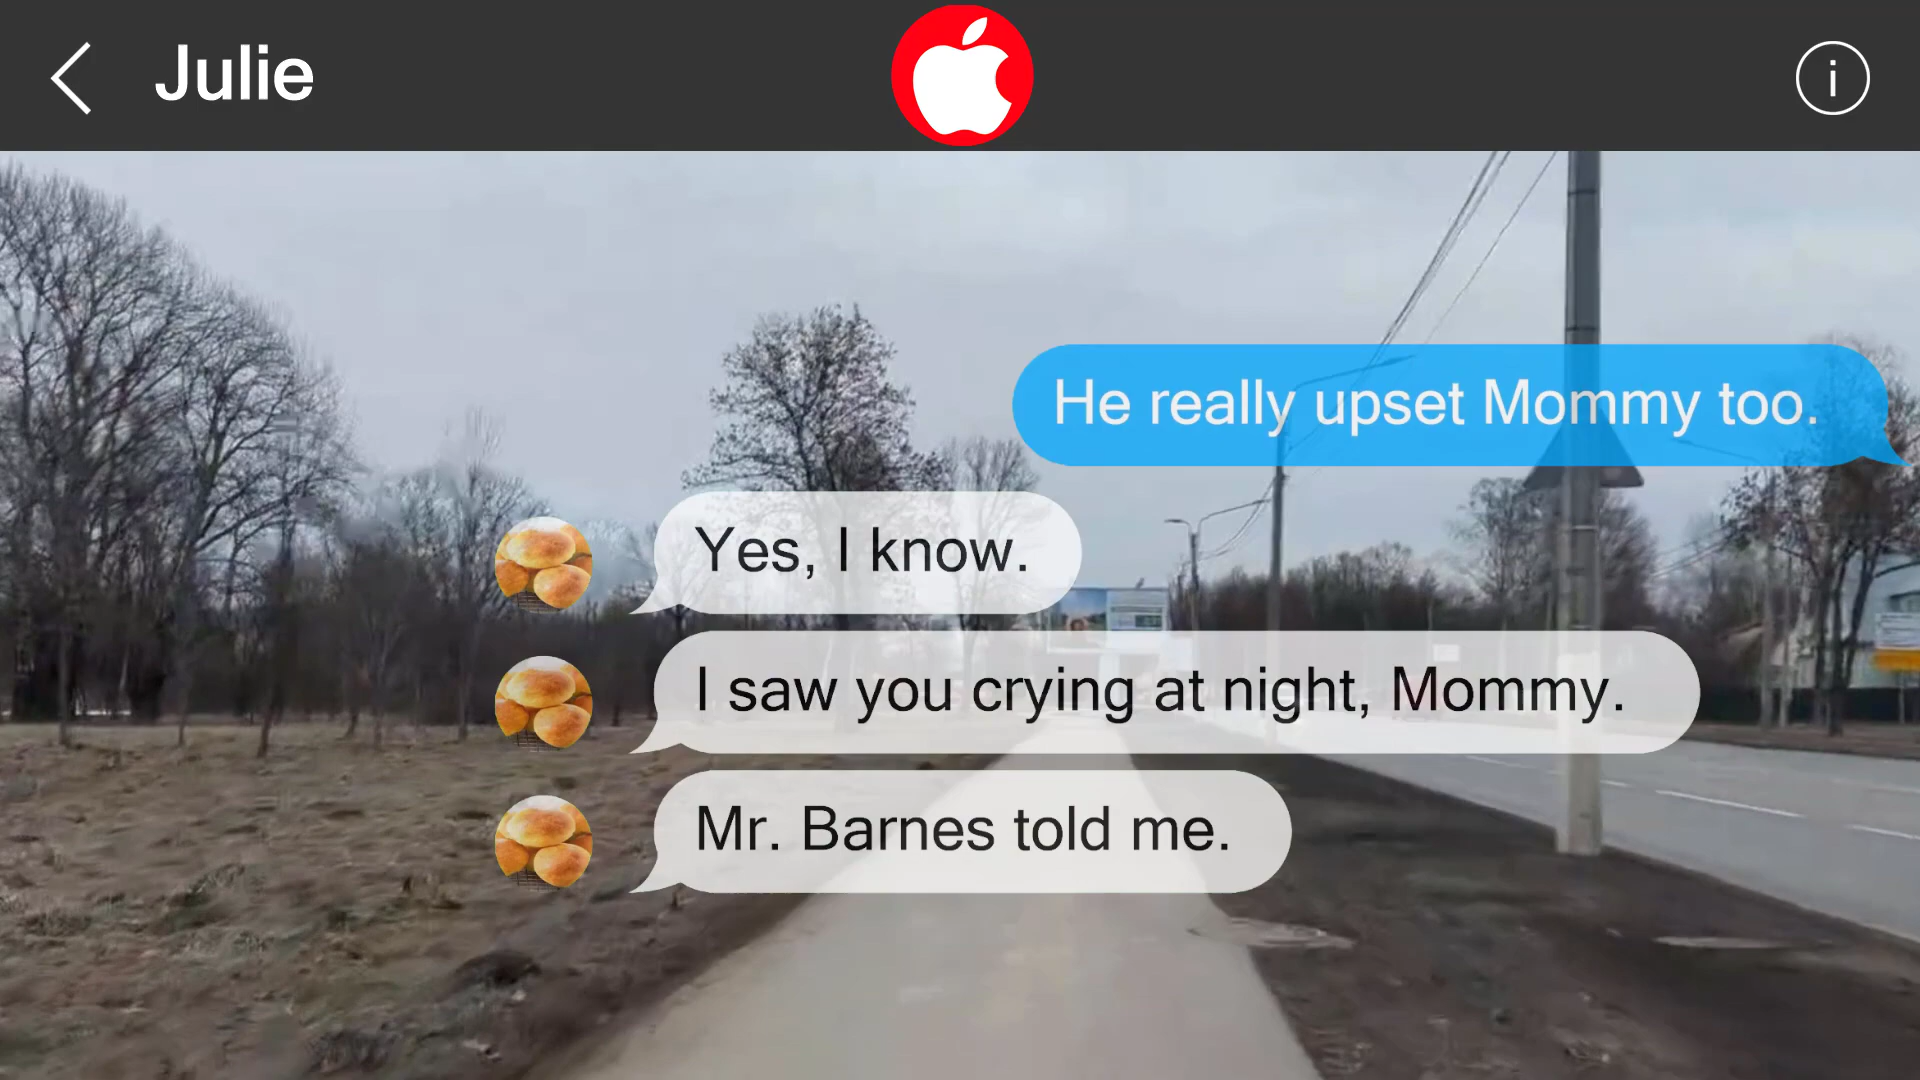 Julie
He really upset Mommy too.
Yes, I know.
I saw you crying at night, Mommy.
Mr. Barnes told me.